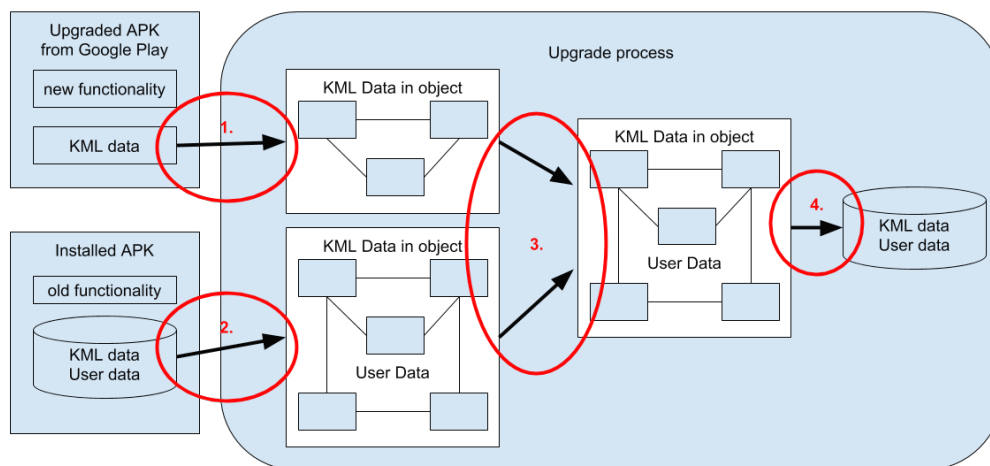 Upgraded APK
from Google Play
new functionality
KML data
1.
Upgrade process
KML Data in object
Installed APK
old functionality
KML data
User data
2.
KML Data in object
User Data
3.
KML Data in object
User Data
4.
KML data
User data